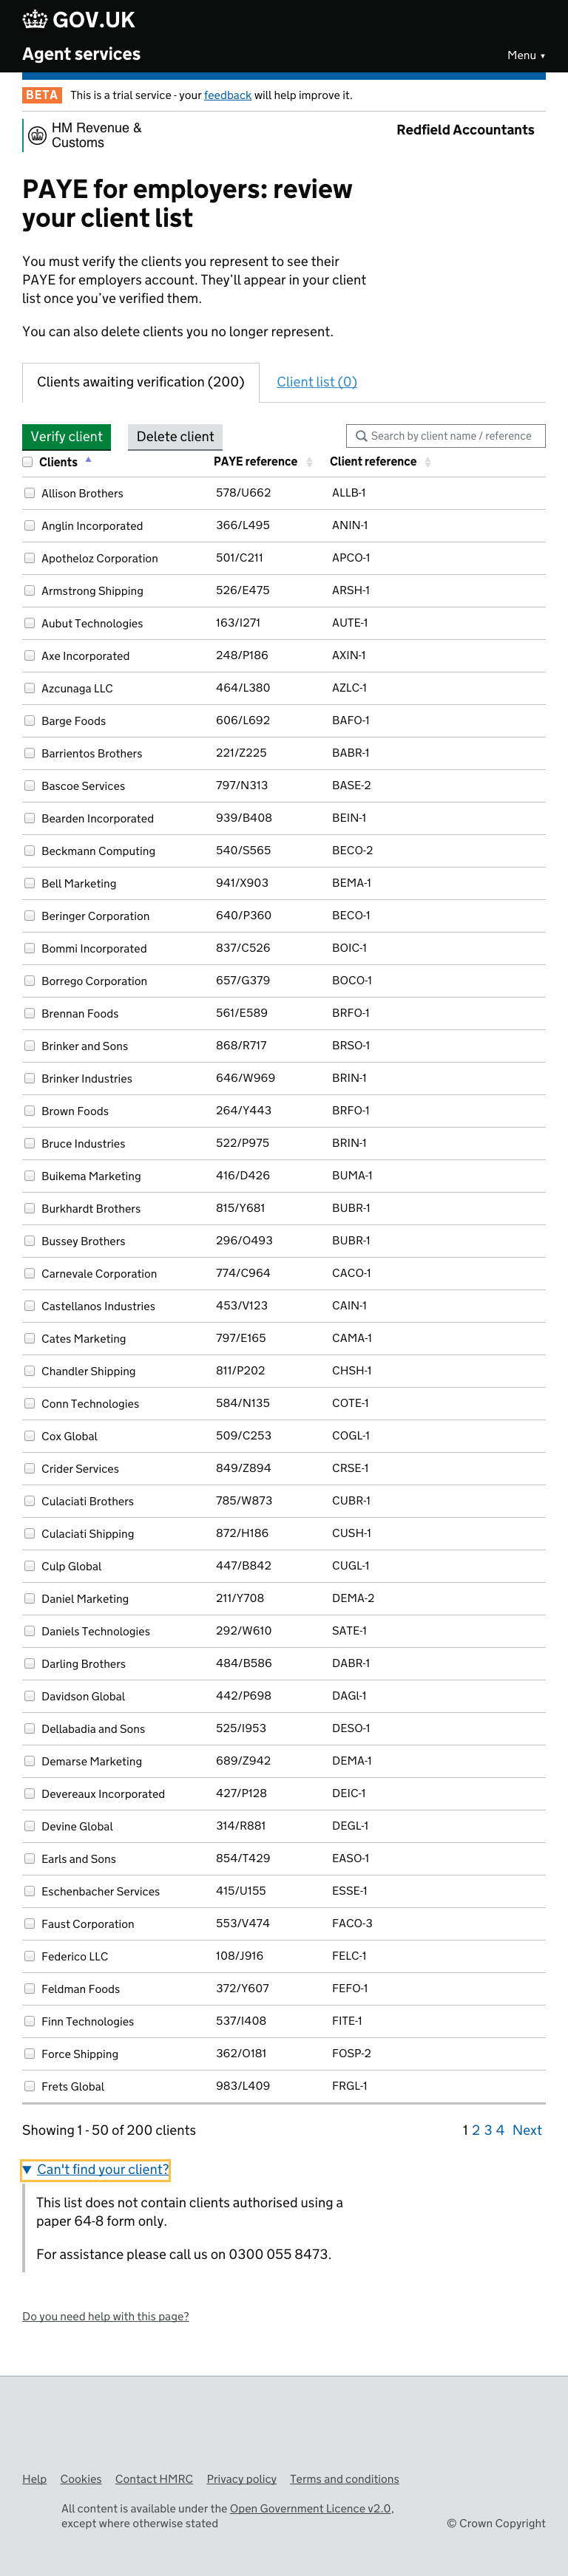 GOV.UK
Agent services
Menu ▼
BETA This is a trial service - your feedback will help improve it.
HM Revenue &
Customs
Redfield Accountants
PAYE for employers: review
your client list
You must verify the clients you represent to see their
PAYE for employers account. They'll appear in your client
list once you've verified them.
You can also delete clients you no longer represent.
Clients awaiting verification (200) Client list (0)
Verify client Delete client Search by client name / reference
Clients PAYE reference Client reference
Allison Brothers 578/U662 ALLB-1
Anglin Incorporated 366/L495 ANIN-1
Apotheloz Corporation 501/C211 APCO-1
Armstrong Shipping 526/E475 ARSH-1
Aubut Technologies 163/I271 AUTE-1
Axe Incorporated 248/P186 AXIN-1
Azcunaga LLC 464/L380 AZLC-1
Barge Foods 606/L692 BAFO-1
Barrientos Brothers 221/Z225 BABR-1
Bascoe Services 797/N313 BASE-2
Bearden Incorporated 939/B408 BEIN-1
Beckmann Computing 540/S565 BECO-2
Bell Marketing 941/X903 BEMA-1
Beringer Corporation 640/P360 BECO-1
Bommi Incorporated 837/C526 BOIC-1
Borrego Corporation 657/G379 BOCO-1
Brennan Foods 561/E589 BRFO-1
Brinker and Sons 868/R717 BRSO-1
Brinker Industries 646/W969 BRIN-1
Brown Foods 264/Y443 BRFO-1
Bruce Industries 522/P975 BRIN-1
Buikema Marketing 416/D426 BUMA-1
Burkhardt Brothers 815/Y681 BUBR-1
Bussey Brothers 296/O493 BUBR-1
Carnevale Corporation 774/C964 CACO-1
Castellanos Industries 453/V123 CAIN-1
Cates Marketing 797/E165 CAMA-1
Chandler Shipping 811/P202 CHSH-1
Conn Technologies 584/N135 COTE-1
Cox Global 509/C253 COGL-1
Crider Services 849/Z894 CRSE-1
Culaciati Brothers 785/W873 CUBR-1
Culaciati Shipping 872/H186 CUSH-1
Culp Global 447/B842 CUGL-1
Daniel Marketing 211/Y708 DEMA-2
Daniels Technologies 292/W610 SATE-1
Darling Brothers 484/B586 DABR-1
Davidson Global 442/P698 DAGl-1
Dellabadia and Sons 525/I953 DESO-1
Demarse Marketing 689/Z942 DEMA-1
Devereaux Incorporated 427/P128 DEIC-1
Devine Global 314/R881 DEGL-1
Earls and Sons 854/T429 EASO-1
Eschenbacher Services 415/U155 ESSE-1
Faust Corporation 553/V474 FACO-3
Federico LLC 108/J916 FELC-1
Feldman Foods 372/Y607 FEFO-1
Finn Technologies 537/I408 FITE-1
Force Shipping 362/O181 FOSP-2
Frets Global 983/L409 FRGL-1
Showing 1 - 50 of 200 clients 1 2 3 4 Next
▼ Can't find your client?
This list does not contain clients authorised using a
paper 64-8 form only.
For assistance please call us on 0300 055 8473.
Do you need help with this page?
Help Cookies Contact HMRC Privacy policy Terms and conditions
All content is available under the Open Government Licence v2.0,
except where otherwise stated
© Crown Copyright